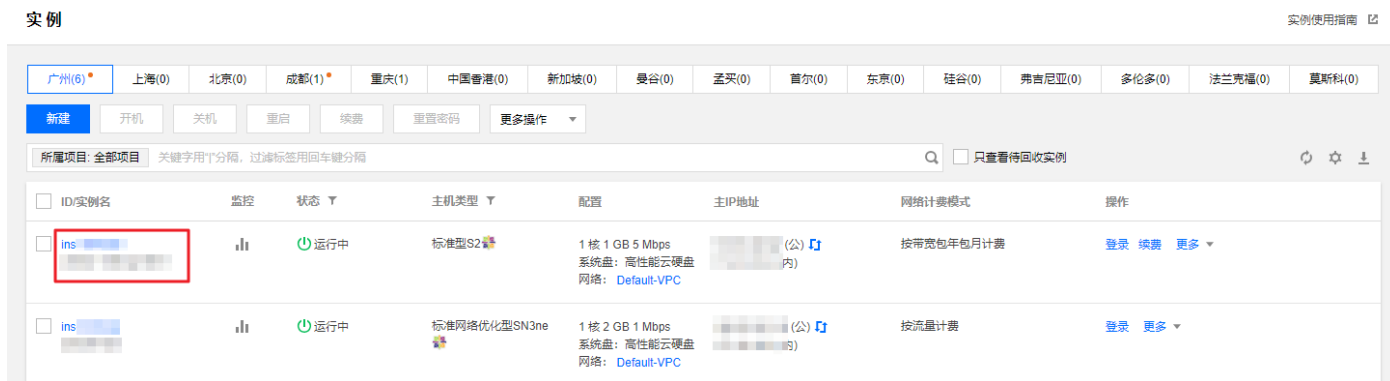 实例
实例使用指南
广州(6) 上海(0) 北京(0) 成都(1) 重庆(1) 中国香港(0) 新加坡(0) 曼谷(0) 孟买(0) 首尔(0) 东京(0) 硅谷(0) 弗吉尼亚(0) 多伦多(0) 法兰克福(0) 莫斯科(0)
新建 开机 关机 重启 续费 重置密码 更多操作
所属项目: 全部项目 关键字用"|"分隔，过滤标签用回车键分隔 只查看待回收实例
ID/实例名 监控 状态 主机类型 配置 主IP地址 网络计费模式 操作
ins 运行中 标准型S2 1 核 1 GB 5 Mbps (公) 按带宽包年包月计费 登录 续费 更多
系统盘：高性能云硬盘 内)
网络： Default-VPC
ins 运行中 标准网络优化型SN3ne 1 核 2 GB 1 Mbps (公) 按流量计费 登录 更多
系统盘：高性能云硬盘 内)
网络： Default-VPC